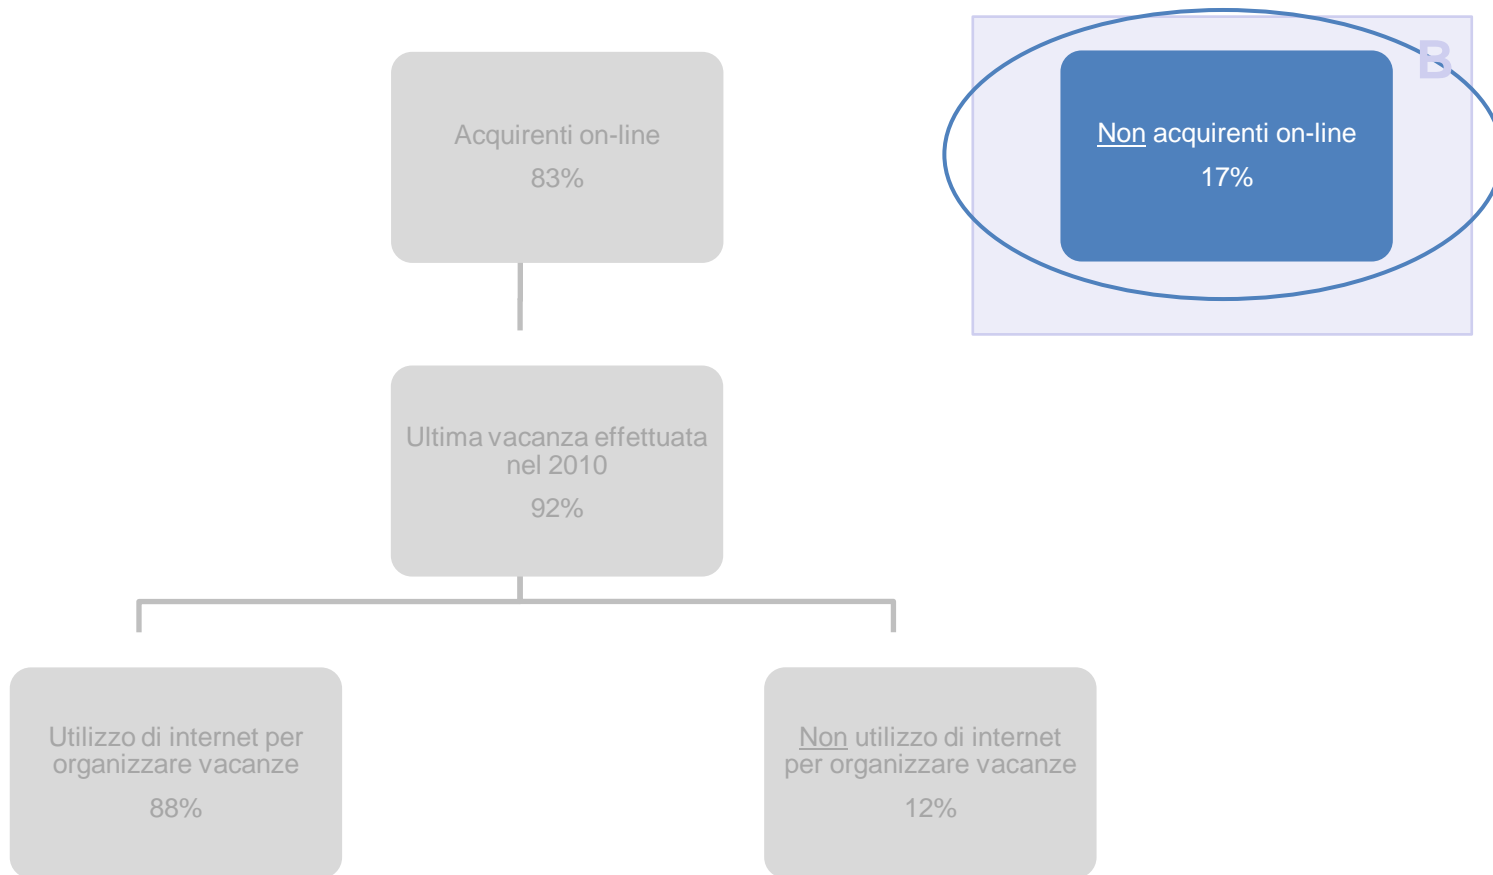 Acquirenti on-line
83%
B
Non acquirenti on-line
17%
Ultima vacanza effettuata
nel 2010
92%
Utilizzo di internet per
organizzare vacanze
88%
Non utilizzo di internet
per organizzare vacanze
12%